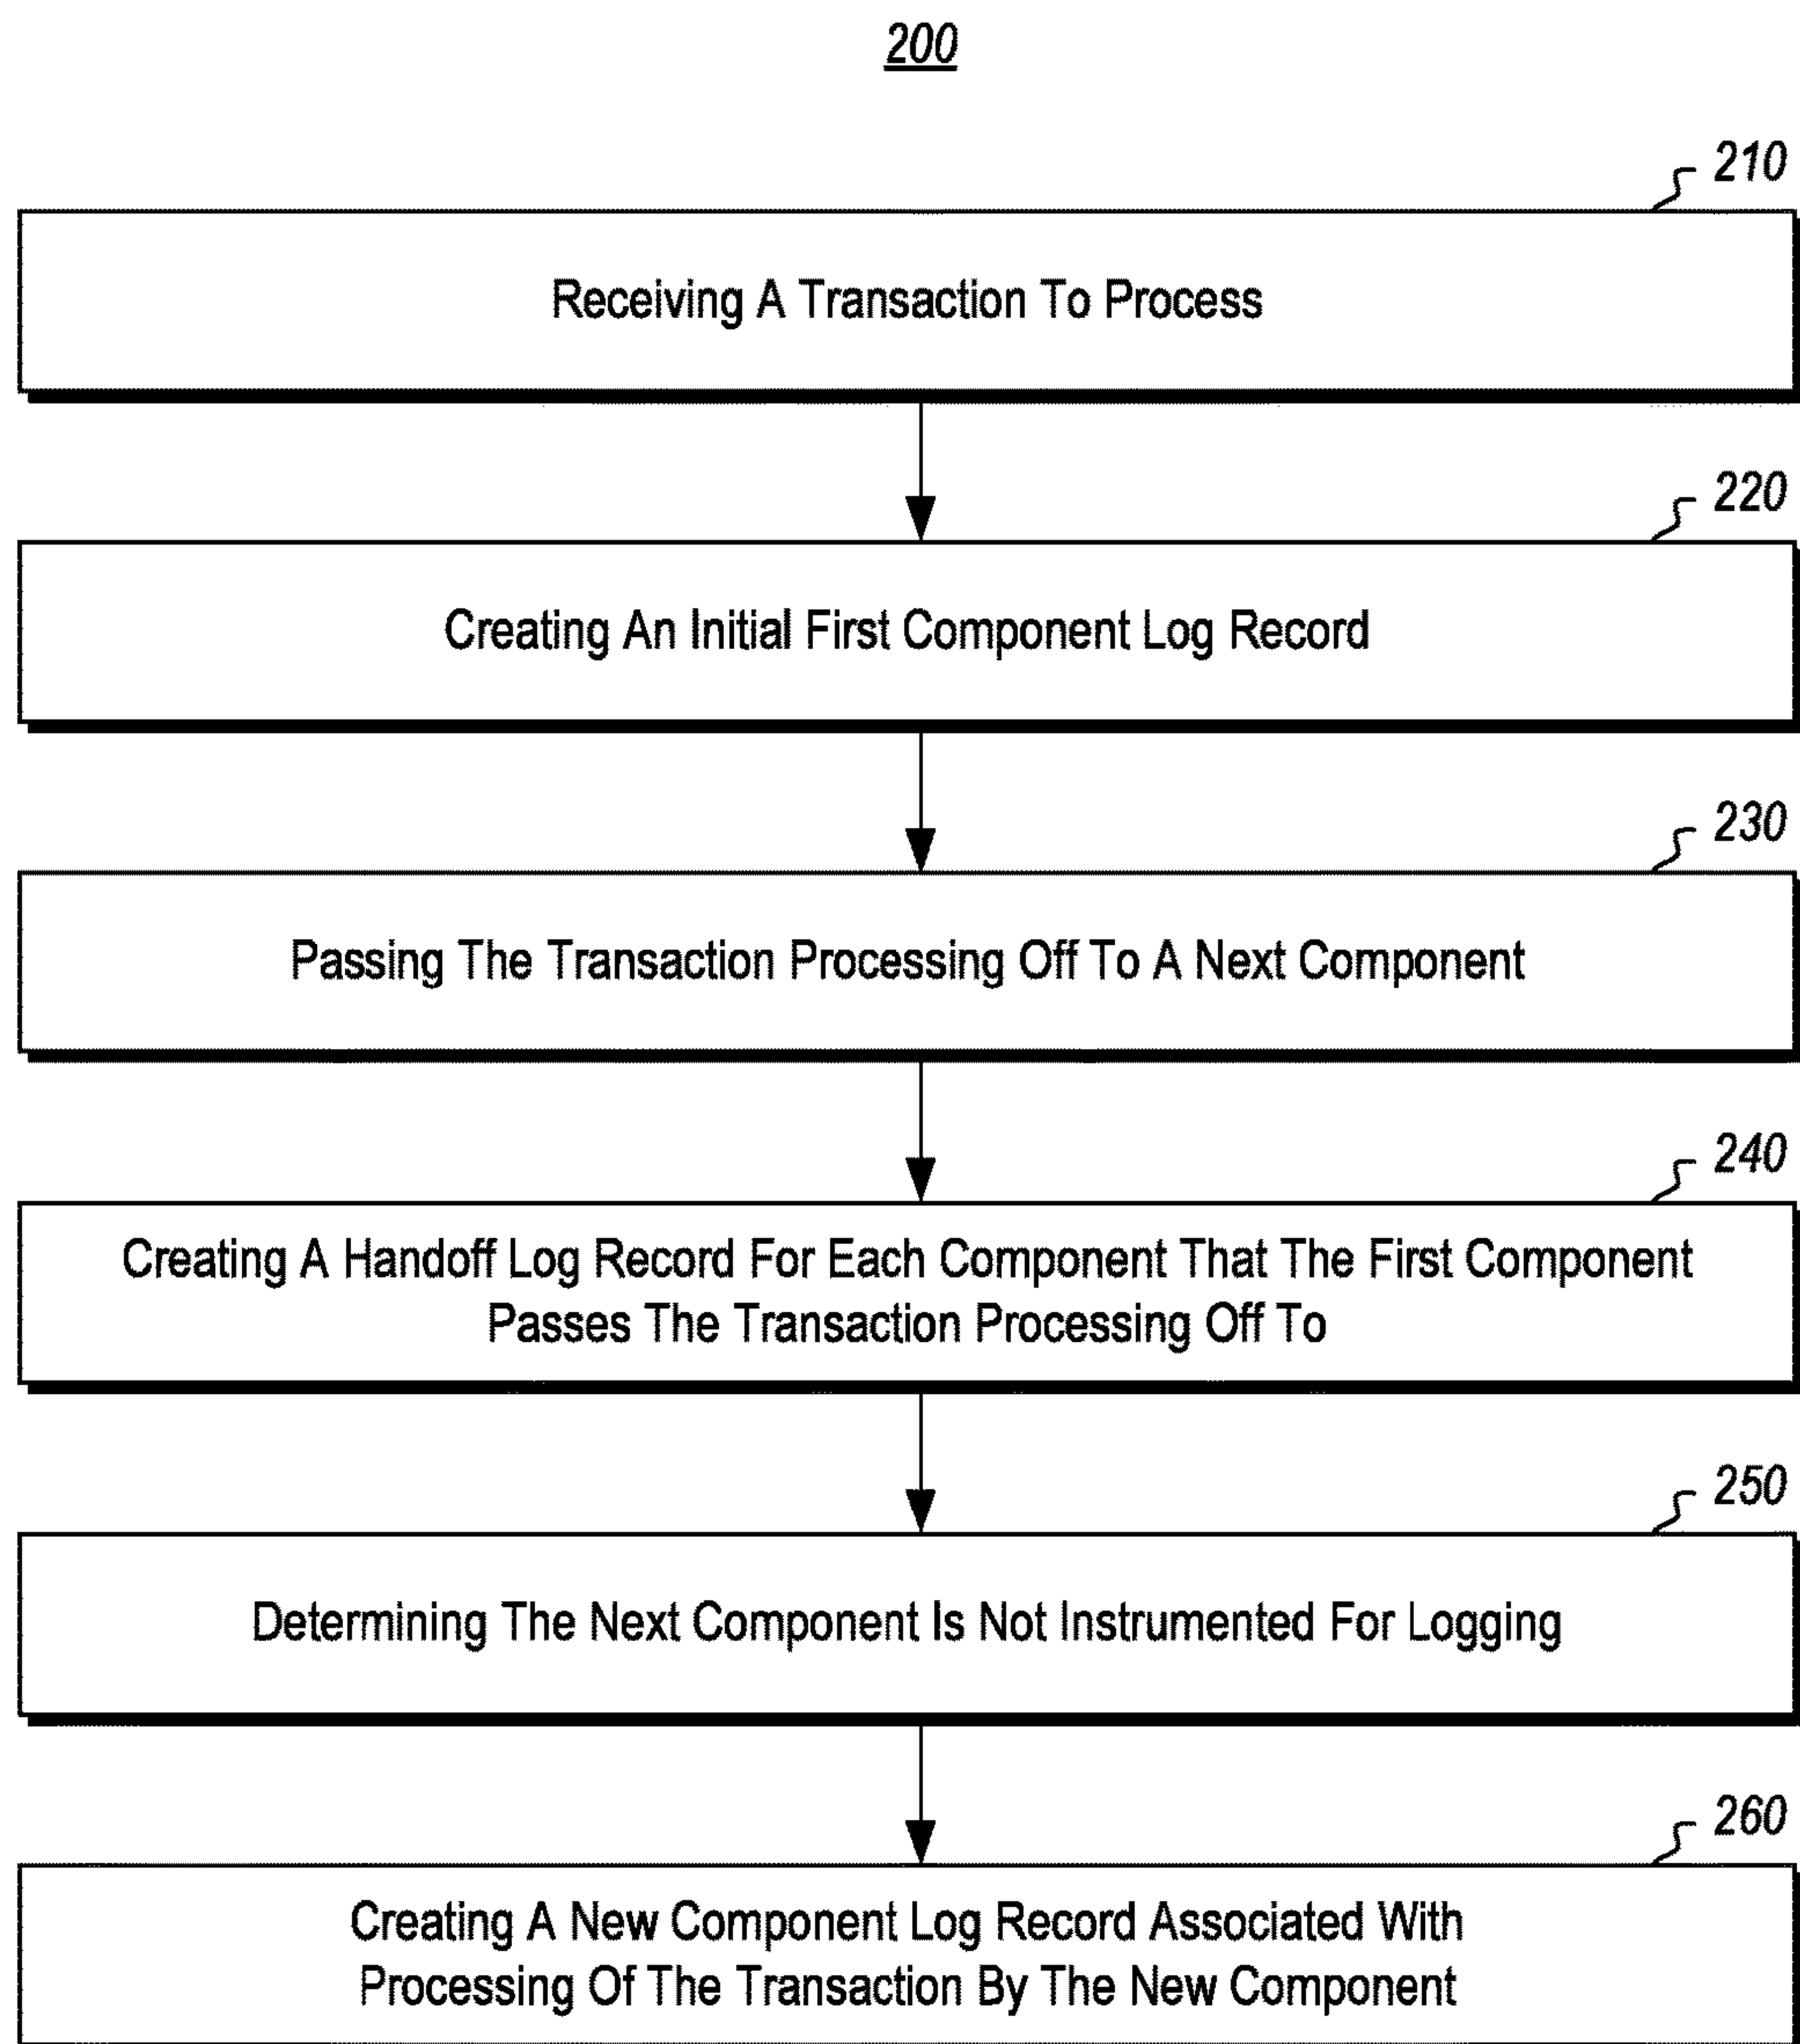 200
210
Receiving A Transaction To Process
220
Creating An Initial First Component Log Record
230
Passing The Transaction Processing Off To A Next Component
240
Creating A Handoff Log Record For Each Component That The First Component
Passes The Transaction Processing Off To
250
Determining The Next Component Is Not Instrumented For Logging
260
Creating A New Component Log Record Associated With
Processing Of The Transaction By The New Component